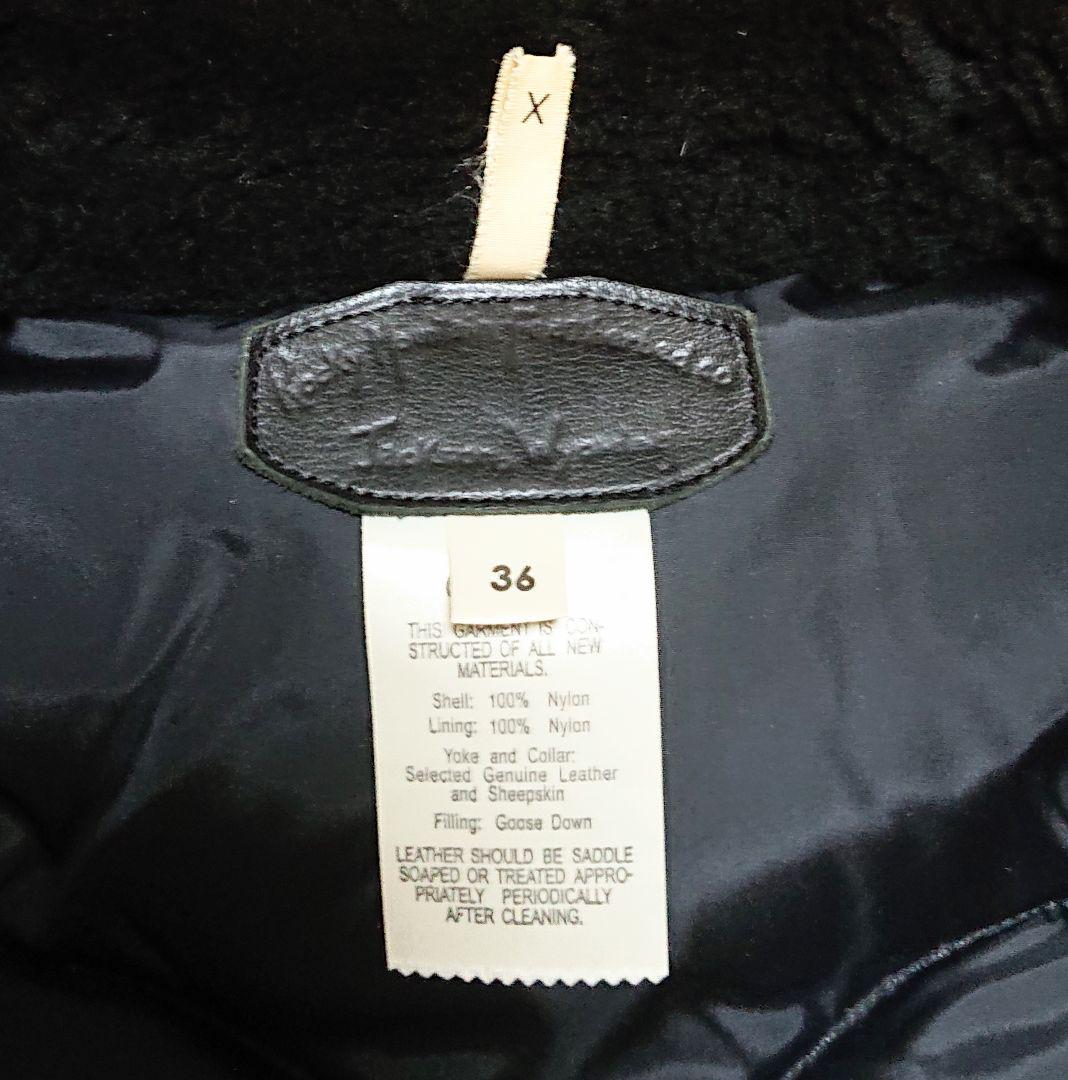 X
36
THIS GARMENT IS CON-
STRUCTED OF ALL NEW
MATERIALS.
Shell: 100% Nylon
Lining: 100% Nylon
Yoke and Collar:
Selected Genuine Leather
and Sheepskin
Filling: Goose Down
LEATHER SHOULD BE SADDLE
SOAPED OR TREATED APPRO-
PRIATELY PERIODICALLY
AFTER CLEANING.